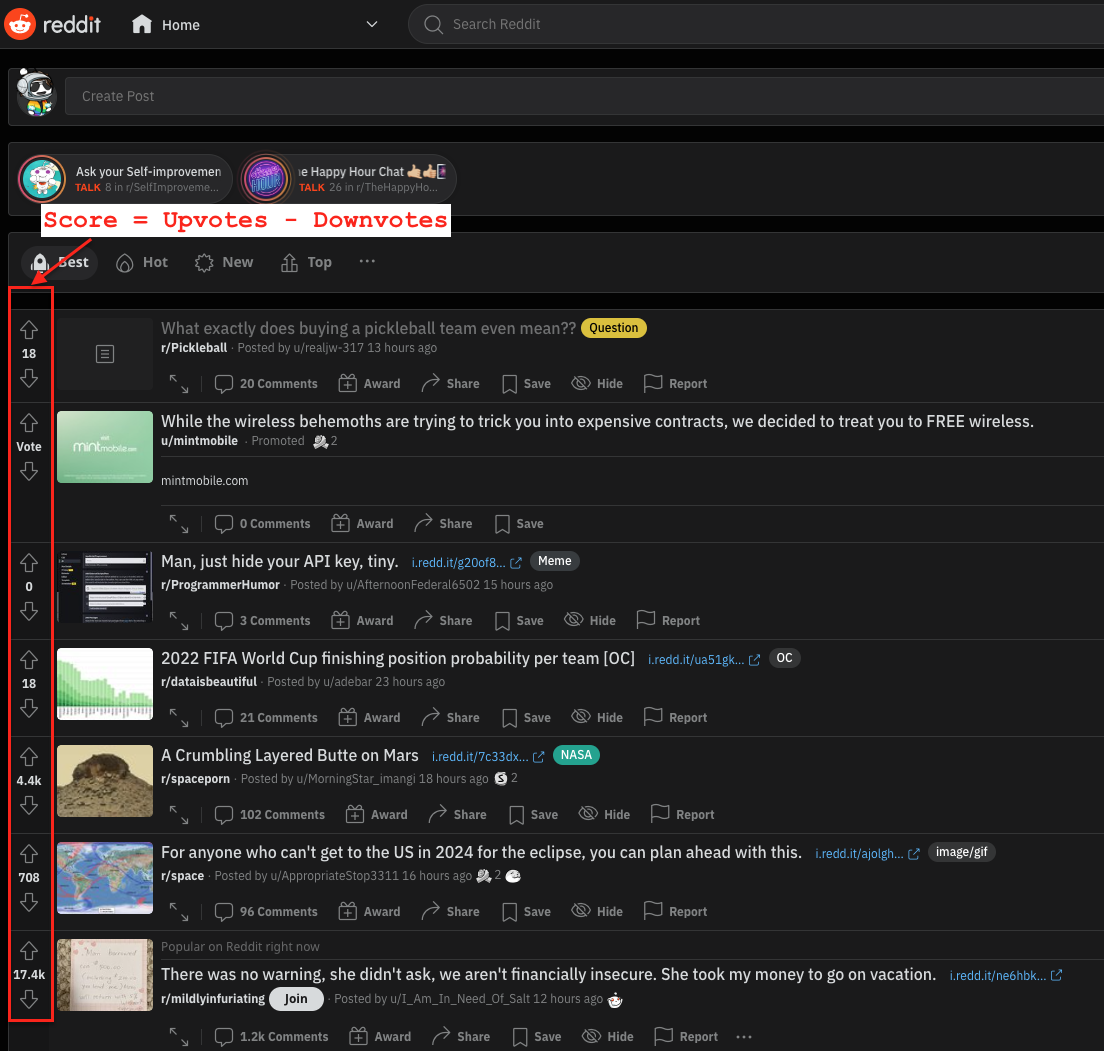 reddit
Home
Search Reddit
Create Post
Ask your Self-improvemen
TALK 8 in r/SelfImproveme...
e Happy Hour Chat
TALK 26 in r/TheHappyHo...
Score = Upvotes - Downvotes
Best Hot New Top ...
18
What exactly does buying a pickleball team even mean?? Question
r/Pickleball · Posted by u/realjw-317 13 hours ago
20 Comments Award Share Save Hide Report
Vote
mintmobile.com
While the wireless behemoths are trying to trick you into expensive contracts, we decided to treat you to FREE wireless.
u/mintmobile · Promoted 2
mintmobile.com
0 Comments Award Share Save
0
Man, just hide your API key, tiny. i.redd.it/g20of8... Meme
r/ProgrammerHumor · Posted by u/AfternoonFederal6502 15 hours ago
3 Comments Award Share Save Hide Report
18
2022 FIFA World Cup finishing position probability per team [OC] i.redd.it/ua51gk... OC
r/dataisbeautiful · Posted by u/adebar 23 hours ago
21 Comments Award Share Save Hide Report
4.4k
A Crumbling Layered Butte on Mars i.redd.it/7c33dx... NASA
r/spaceporn · Posted by u/MorningStar_imangi 18 hours ago S 2
102 Comments Award Share Save Hide Report
708
For anyone who can't get to the US in 2024 for the eclipse, you can plan ahead with this. i.redd.it/ajolgh... image/gif
r/space · Posted by u/AppropriateStop3311 16 hours ago 2
96 Comments Award Share Save Hide Report
17.4k
Popular on Reddit right now
There was no warning, she didn't ask, we aren't financially insecure. She took my money to go on vacation. i.redd.it/ne6hbk...
r/mildlyinfuriating Join · Posted by u/I_Am_In_Need_Of_Salt 12 hours ago
1.2k Comments Award Share Save Hide Report ...